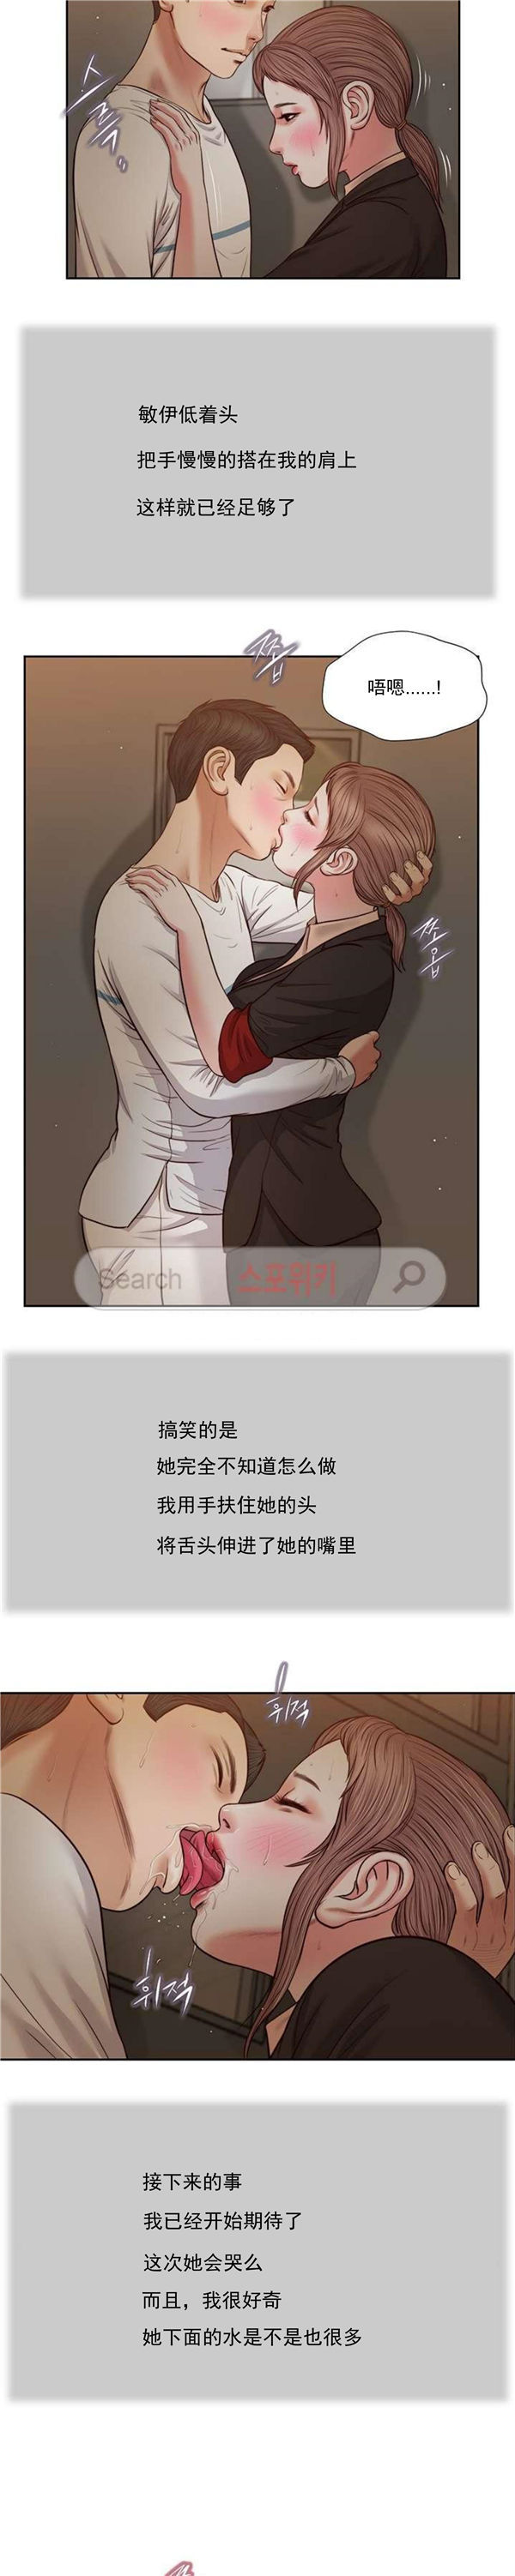 스륵
敏伊低着头
把手慢慢的搭在我的肩上
这样就已经足够了
쯥
唔嗯......!
쪼옵
Search 스포위키
搞笑的是
她完全不知道怎么做
我用手扶住她的头
将舌头伸进了她的嘴里
휘적
휘적
接下来的事
我已经开始期待了
这次她会哭么
而且，我很好奇
她下面的水是不是也很多